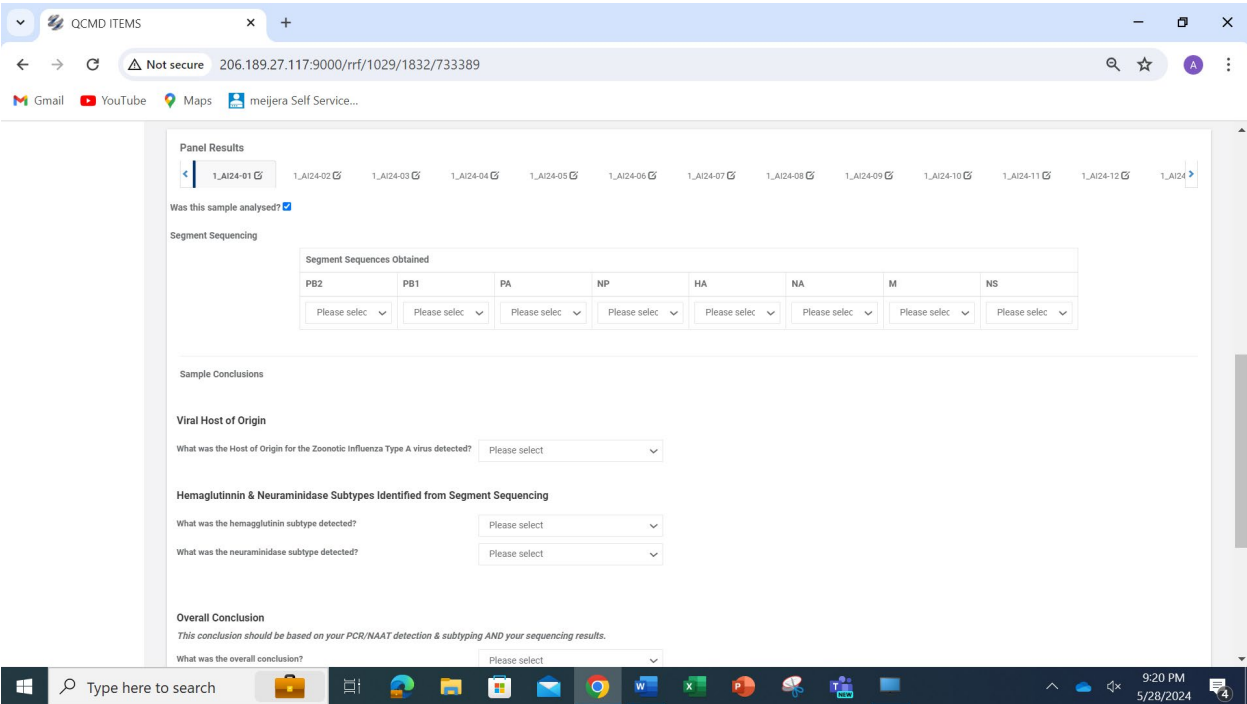 QCMD ITEMS
Not secure 206.189.27.117:9000/rrf/1029/1832/733389 A
Gmail YouTube Maps meijera Self Service...
Panel Results
1_AI24-01 1_AI24-02 1_AI24-03 1_AI24-04 1_AI24-05 1_AI24-06 1_AI24-07 1_AI24-08 1_AI24-09 1_AI24-10 1_AI24-11 1_AI24-12 1_AI24
Was this sample analysed?
Segment Sequencing
Segment Sequences Obtained
PB2 PB1 PA NP HA NA M NS
Please selec Please selec Please selec Please selec Please selec Please selec Please selec Please selec
Sample Conclusions
Viral Host of Origin
What was the Host of Origin for the Zoonotic Influenza Type A virus detected? Please select
Hemaglutinnin & Neuraminidase Subtypes Identified from Segment Sequencing
What was the hemagglutinin subtype detected? Please select
What was the neuraminidase subtype detected? Please select
Overall Conclusion
This conclusion should be based on your PCR/NAAT detection & subtyping AND your sequencing results.
What was the overall conclusion? Please select
Type here to search
NEW
9:20 PM
5/28/2024
4